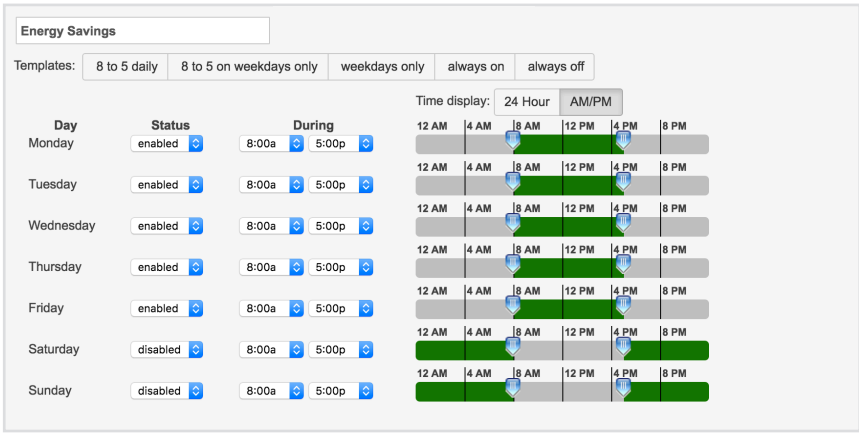 Energy Savings
Templates: 8 to 5 daily 8 to 5 on weekdays only weekdays only always on always off
Time display: 24 Hour AM/PM
Day Status During 12 AM 4 AM 8 AM 12 PM 4 PM 8 PM
Monday enabled 8:00a 5:00p
12 AM 4 AM 8 AM 12 PM 4 PM 8 PM
Tuesday enabled 8:00a 5:00p
12 AM 4 AM 8 AM 12 PM 4 PM 8 PM
Wednesday enabled 8:00a 5:00p
12 AM 4 AM 8 AM 12 PM 4 PM 8 PM
Thursday enabled 8:00a 5:00p
12 AM 4 AM 8 AM 12 PM 4 PM 8 PM
Friday enabled 8:00a 5:00p
12 AM 4 AM 8 AM 12 PM 4 PM 8 PM
Saturday disabled 8:00a 5:00p
12 AM 4 AM 8 AM 12 PM 4 PM 8 PM
Sunday disabled 8:00a 5:00p